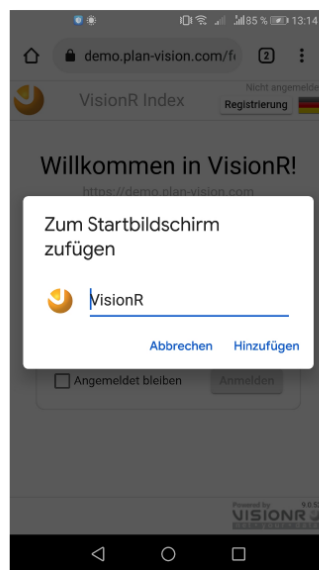 85 % 13:14
demo.plan-vision.com/f
2
Nicht angemelde
VisionR Index
Registrierung
Willkommen in VisionR!
https://demo.plan-vision.com
Zum Startbildschirm
zufügen
VisionR
Abbrechen Hinzufügen
Angemeldet bleiben Anmelden
Powered by
VISIONR